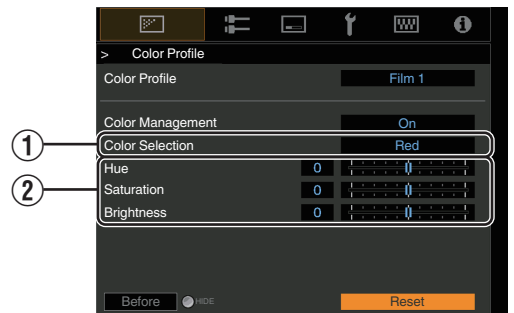 > Color Profile
Color Profile Film 1
Color Management On
① Color Selection Red
② Hue 0
Saturation 0
Brightness 0
Before HIDE Reset